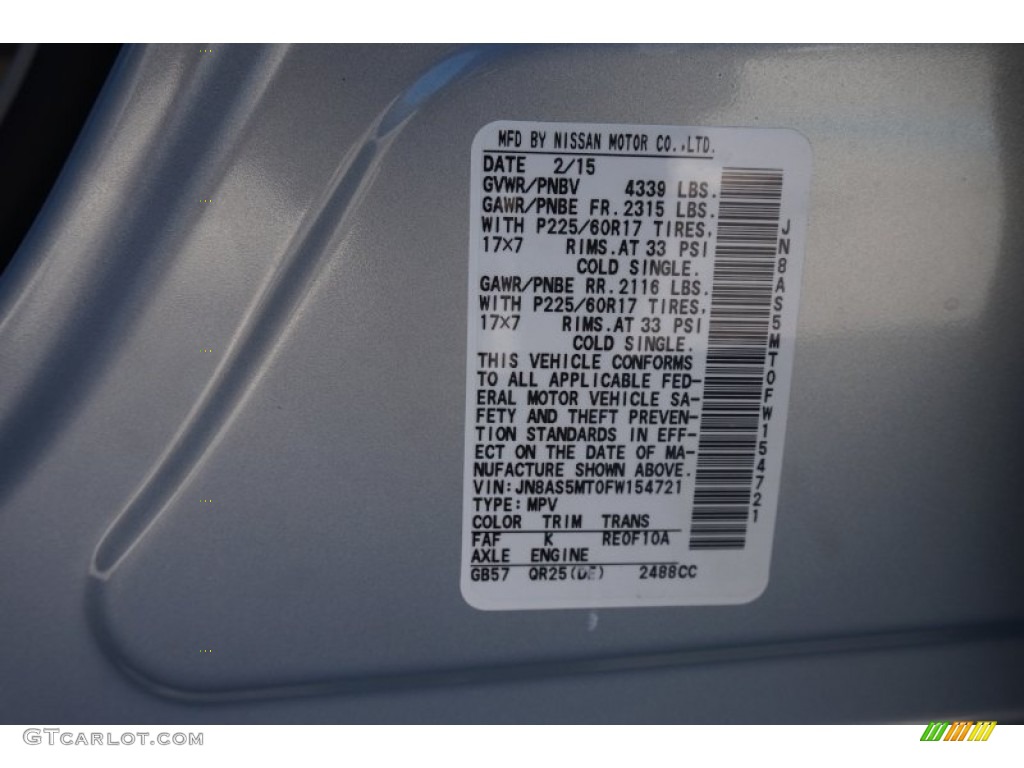 MFD BY NISSAN MOTOR CO.,LTD.
DATE 2/15
GVWR/PNBV 4339 LBS.
GAWR/PNBE FR. 2315 LBS.
WITH P225/60R17 TIRES,
17×7 RIMS. AT 33 PSI
COLD SINGLE.
GAWR/PNBE RR. 2116 LBS.
WITH P225/60R17 TIRES,
17×7 RIMS. AT 33 PSI
COLD SINGLE.
THIS VEHICLE CONFORMS
TO ALL APPLICABLE FED-
ERAL MOTOR VEHICLE SA-
FETY AND THEFT PREVEN-
TION STANDARDS IN EFF-
ECT ON THE DATE OF MA-
NUFACTURE SHOWN ABOVE.
VIN:JN8AS5MT0FW154721
TYPE:MPV
COLOR TRIM TRANS
FAF K RE0F10A
AXLE ENGINE
GB57 QR25(DE) 2488CC
JN8AS5MT0FW154721
GTCARLOT.COM